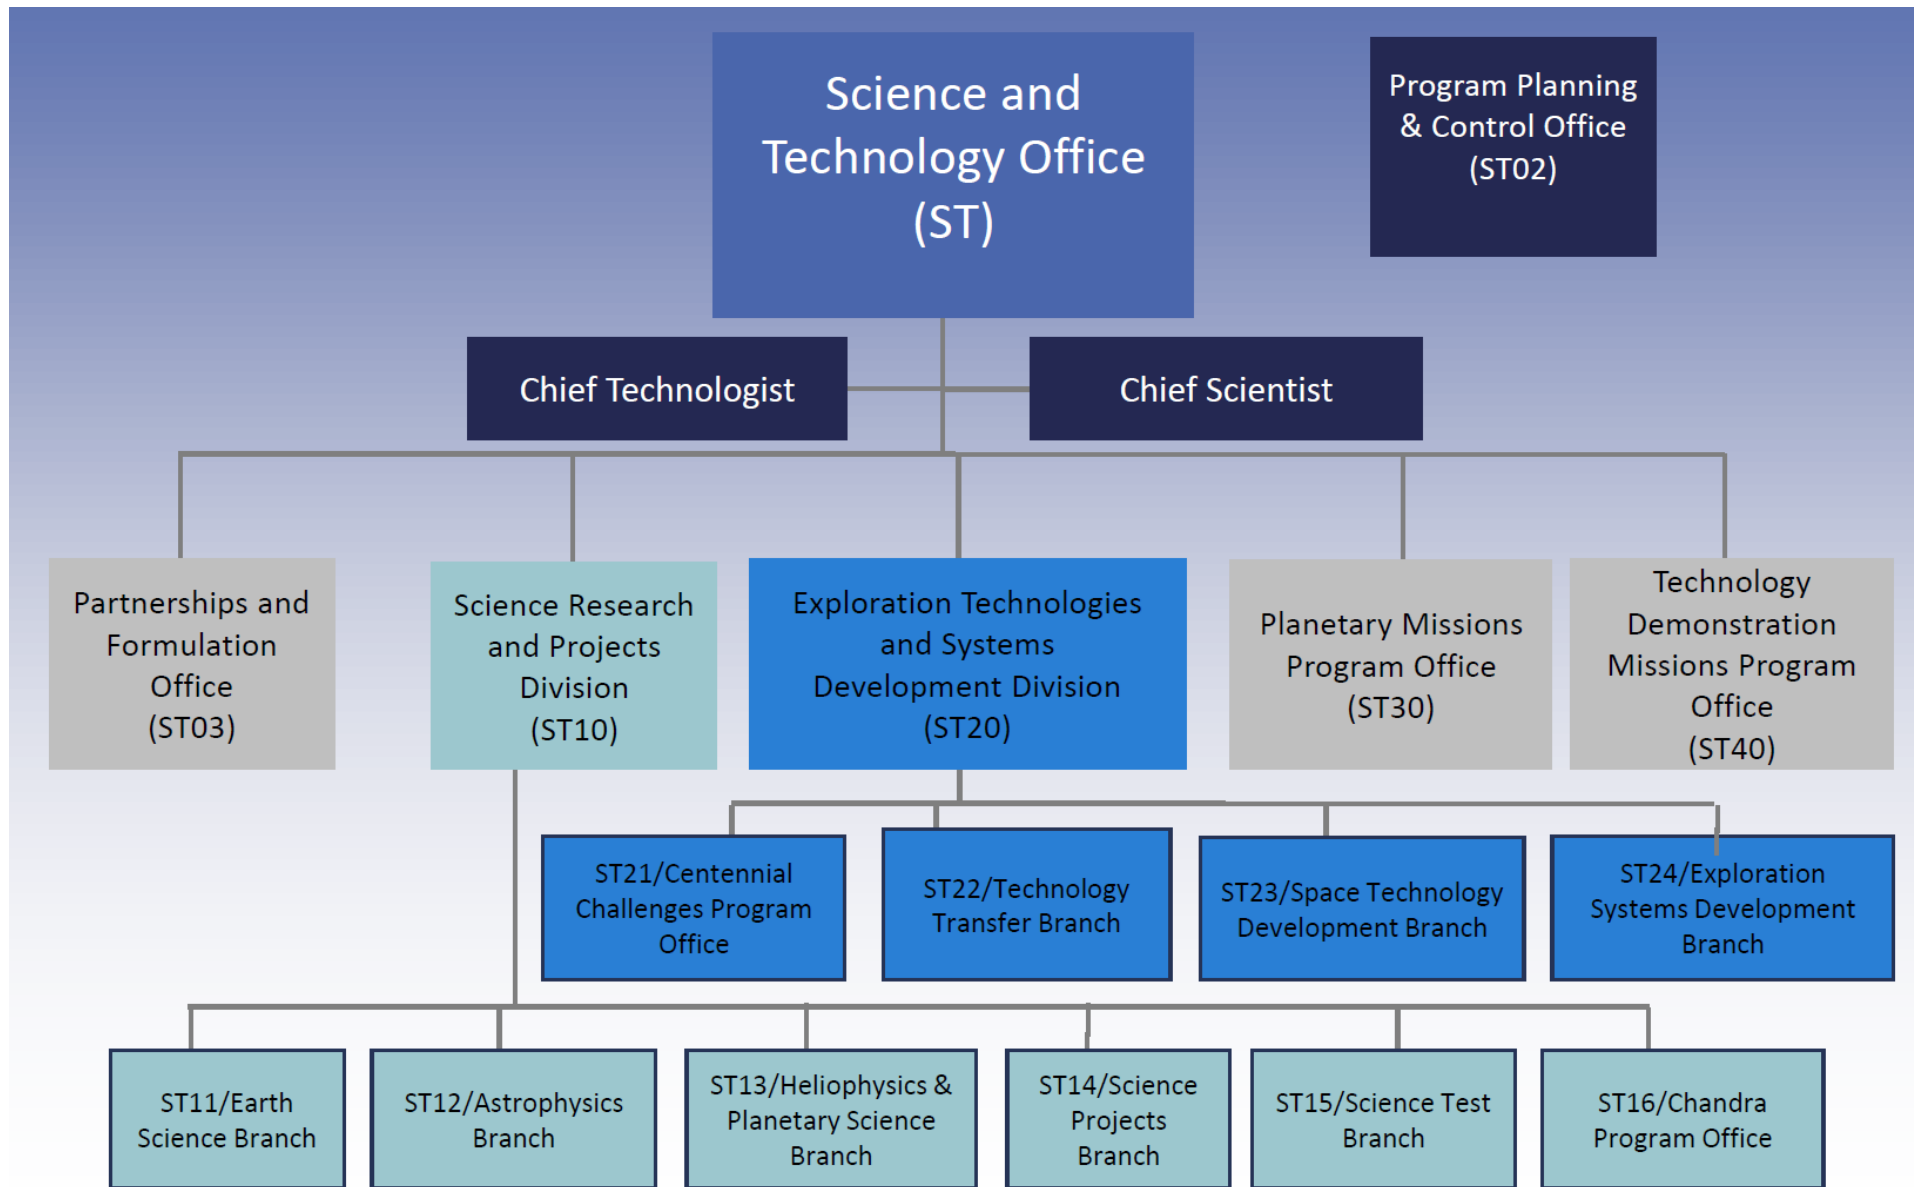 Science and
Technology Office
(ST)
Program Planning
& Control Office
(ST02)
Chief Technologist
Chief Scientist
Partnerships and
Formulation
Office
(ST03)
Science Research
and Projects
Division
(ST10)
Exploration Technologies
and Systems
Development Division
(ST20)
Planetary Missions
Program Office
(ST30)
Technology
Demonstration
Missions Program
Office
(ST40)
ST21/Centennial
Challenges Program
Office
ST22/Technology
Transfer Branch
ST23/Space Technology
Development Branch
ST24/Exploration
Systems Development
Branch
ST11/Earth
Science Branch
ST12/Astrophysics
Branch
ST13/Heliophysics &
Planetary Science
Branch
ST14/Science
Projects
Branch
ST15/Science Test
Branch
ST16/Chandra
Program Office